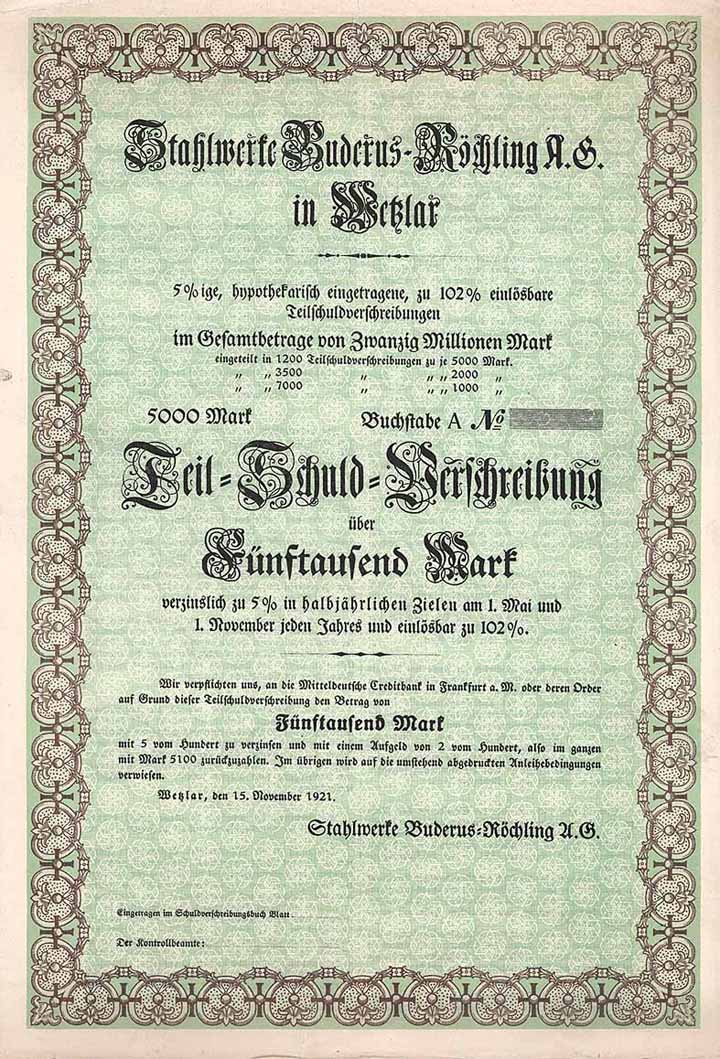 Stahlwerke Buderus-Röchling A.G.
in Wetzlar
5%ige, hypothekarisch eingetragene, zu 102% einlösbare
Teilschuldverschreibungen
im Gesamtbetrage von Zwanzig Millionen Mark
eingeteilt in 1200 Teilschuldverschreibungen zu je 5000 Mark.
„ „ 3500 „ „ „ 2000 „
„ „ 7000 „ „ „ 1000 „
5000 Mark Buchstabe A No
Teil-Schuld-Verschreibung
über
Fünftausend Mark
verzinslich zu 5% in halbjährlichen Zielen am 1. Mai und
1. November jeden Jahres und einlösbar zu 102%.
Wir verpflichten uns, an die Mitteldeutsche Creditbank in Frankfurt a. M. oder deren Order
auf Grund dieser Teilschuldverschreibung den Betrag von
Fünftausend Mark
mit 5 vom Hundert zu verzinsen und mit einem Aufgeld von 2 vom Hundert, also im ganzen
mit Mark 5100 zurückzuzahlen. Im übrigen wird auf die umstehend abgedruckten Anleihebedingungen
verwiesen.
Wetzlar, den 15. November 1921.
Stahlwerke Buderus-Röchling A.G.
Eingetragen im Schuldverschreibungsbuch Blatt.
Der Kontrollbeamte: